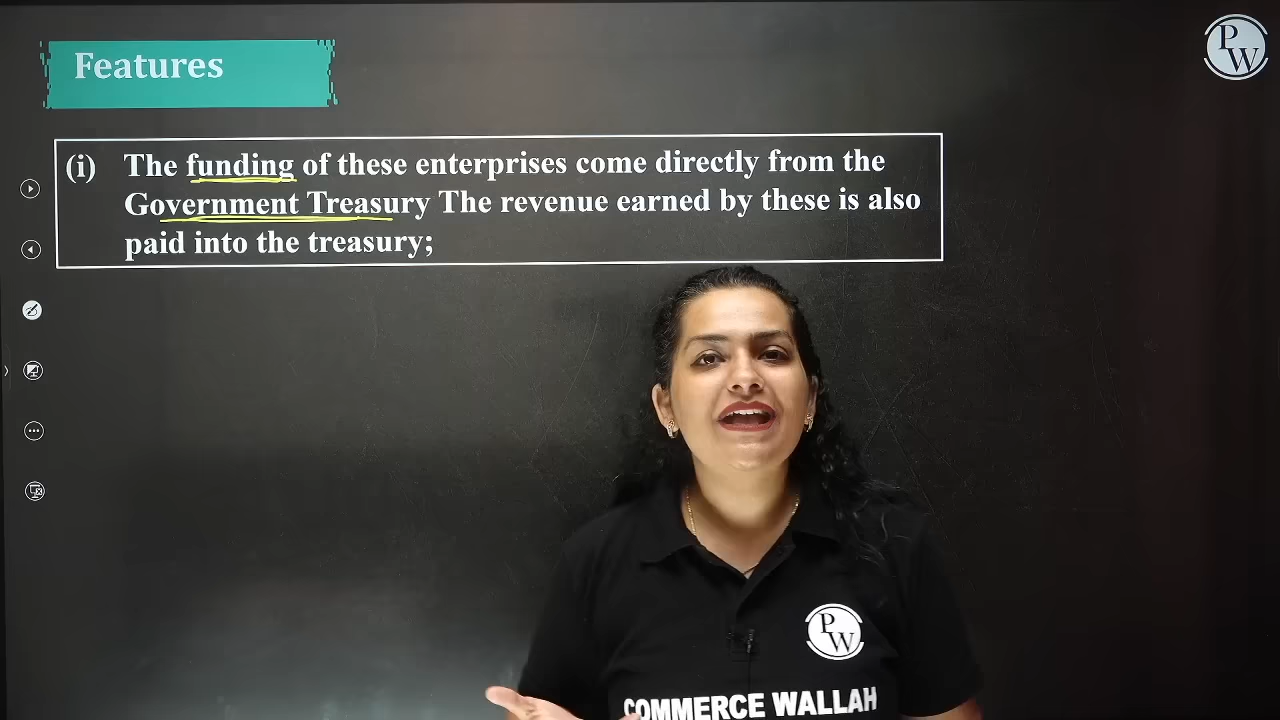 Features
PW
(i) The funding of these enterprises come directly from the
Government Treasury The revenue earned by these is also
paid into the treasury;
PW
COMMERCE WALLAH